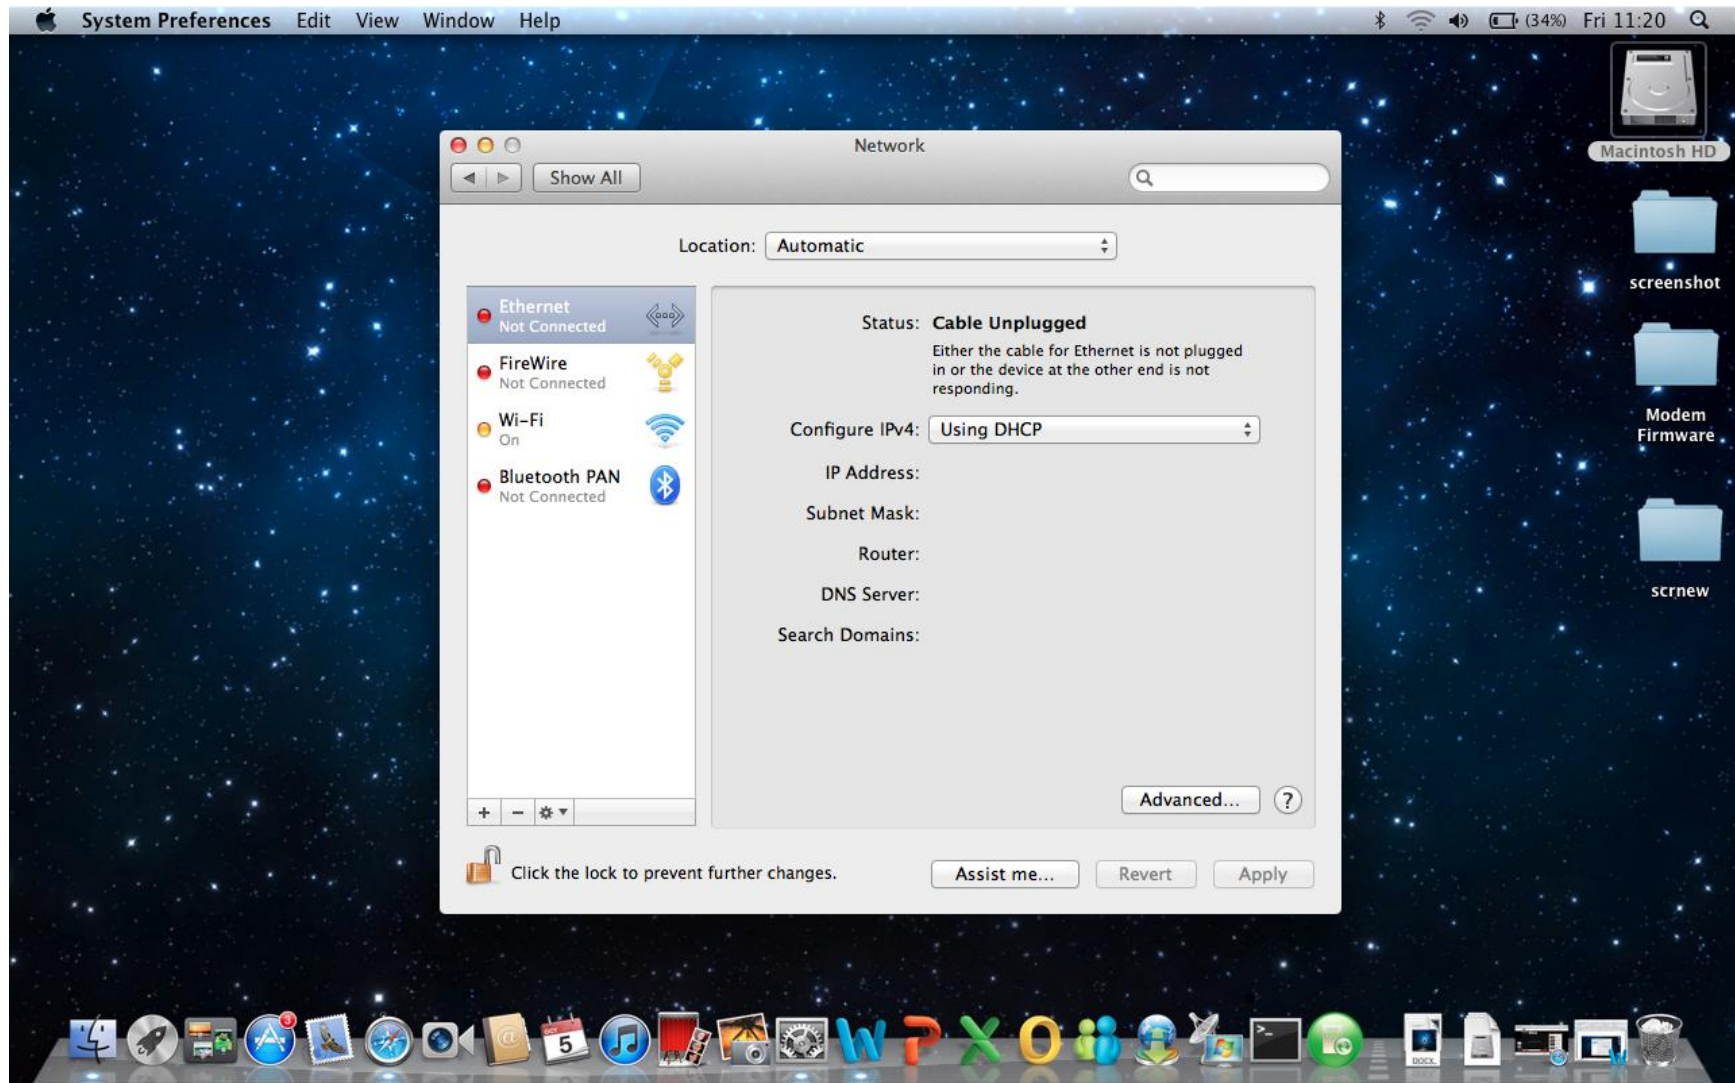 System Preferences Edit View Window Help (34%) Fri 11:20
Macintosh HD
screenshot
Modem
Firmware
scrnew
Network
Show All
Location: Automatic
Ethernet
Not Connected
FireWire
Not Connected
Wi-Fi
On
Bluetooth PAN
Not Connected
Status: Cable Unplugged
Either the cable for Ethernet is not plugged
in or the device at the other end is not
responding.
Configure IPv4: Using DHCP
IP Address:
Subnet Mask:
Router:
DNS Server:
Search Domains:
Advanced... ?
Click the lock to prevent further changes.
Assist me... Revert Apply
3
OCT
5
DOCX